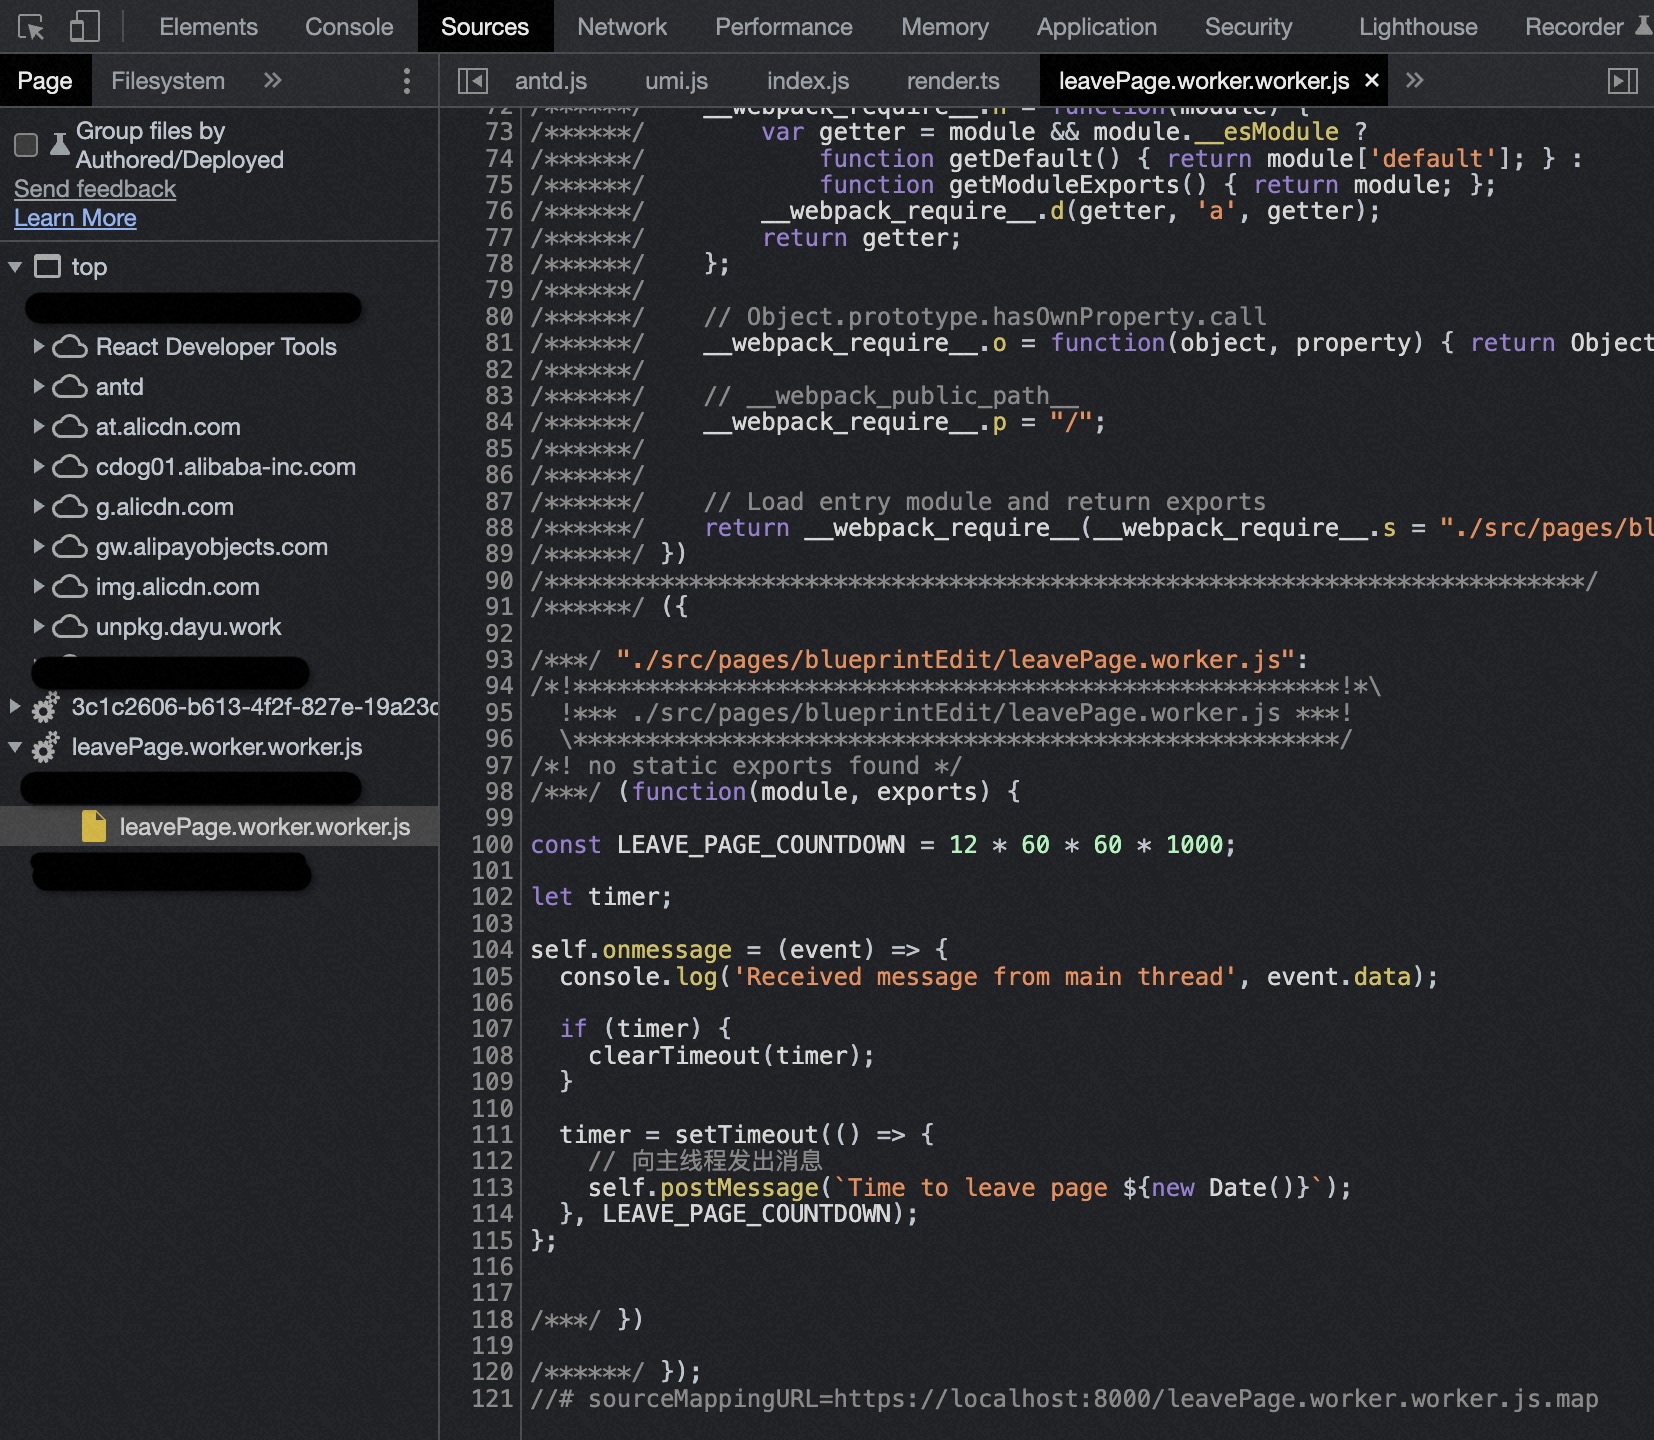 Elements Console Sources Network Performance Memory Application Security Lighthouse Recorder
Page Filesystem »
antd.js umi.js index.js render.ts leavePage.worker.worker.js × »
Group files by
Authored/Deployed
Send feedback
Learn More
top
React Developer Tools
antd
at.alicdn.com
cdog01.alibaba-inc.com
g.alicdn.com
gw.alipayobjects.com
img.alicdn.com
unpkg.dayu.work
3c1c2606-b613-4f2f-827e-19a23c
leavePage.worker.worker.js
leavePage.worker.worker.js
72 /******/ __webpack_require__.n = function(module) {
73 /******/ var getter = module && module.__esModule ?
74 /******/ function getDefault() { return module['default']; } :
75 /******/ function getModuleExports() { return module; };
76 /******/ __webpack_require__.d(getter, 'a', getter);
77 /******/ return getter;
78 /******/ };
79 /******/
80 /******/ // Object.prototype.hasOwnProperty.call
81 /******/ __webpack_require__.o = function(object, property) { return Object
82 /******/
83 /******/ // __webpack_public_path__
84 /******/ __webpack_require__.p = "/";
85 /******/
86 /******/
87 /******/ // Load entry module and return exports
88 /******/ return __webpack_require__(__webpack_require__.s = "./src/pages/bl
89 /******/ })
90 /************************************************************************/
91 /******/ ({
92
93 /***/ "./src/pages/blueprintEdit/leavePage.worker.js":
94 /*!*****************************************************!*\
95 !*** ./src/pages/blueprintEdit/leavePage.worker.js ***!
96 \*****************************************************/
97 /*! no static exports found */
98 /***/ (function(module, exports) {
99
100 const LEAVE_PAGE_COUNTDOWN = 12 * 60 * 60 * 1000;
101
102 let timer;
103
104 self.onmessage = (event) => {
105 console.log('Received message from main thread', event.data);
106
107 if (timer) {
108 clearTimeout(timer);
109 }
110
111 timer = setTimeout(() => {
112 // 向主线程发出消息
113 self.postMessage(`Time to leave page ${new Date()}`);
114 }, LEAVE_PAGE_COUNTDOWN);
115 };
116
117
118 /***/ })
119
120 /******/ });
121 //# sourceMappingURL=https://localhost:8000/leavePage.worker.worker.js.map